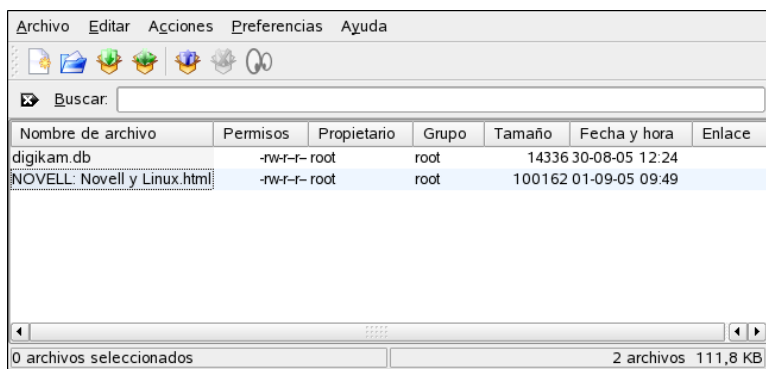 Archivo Editar Acciones Preferencias Ayuda
Buscar:
Nombre de archivo Permisos Propietario Grupo Tamaño Fecha y hora Enlace
digikam.db -rw-r--r-- root root 14336 30-08-05 12:24
NOVELL: Novell y Linux.html -rw-r--r-- root root 100162 01-09-05 09:49
0 archivos seleccionados 2 archivos 111,8 KB